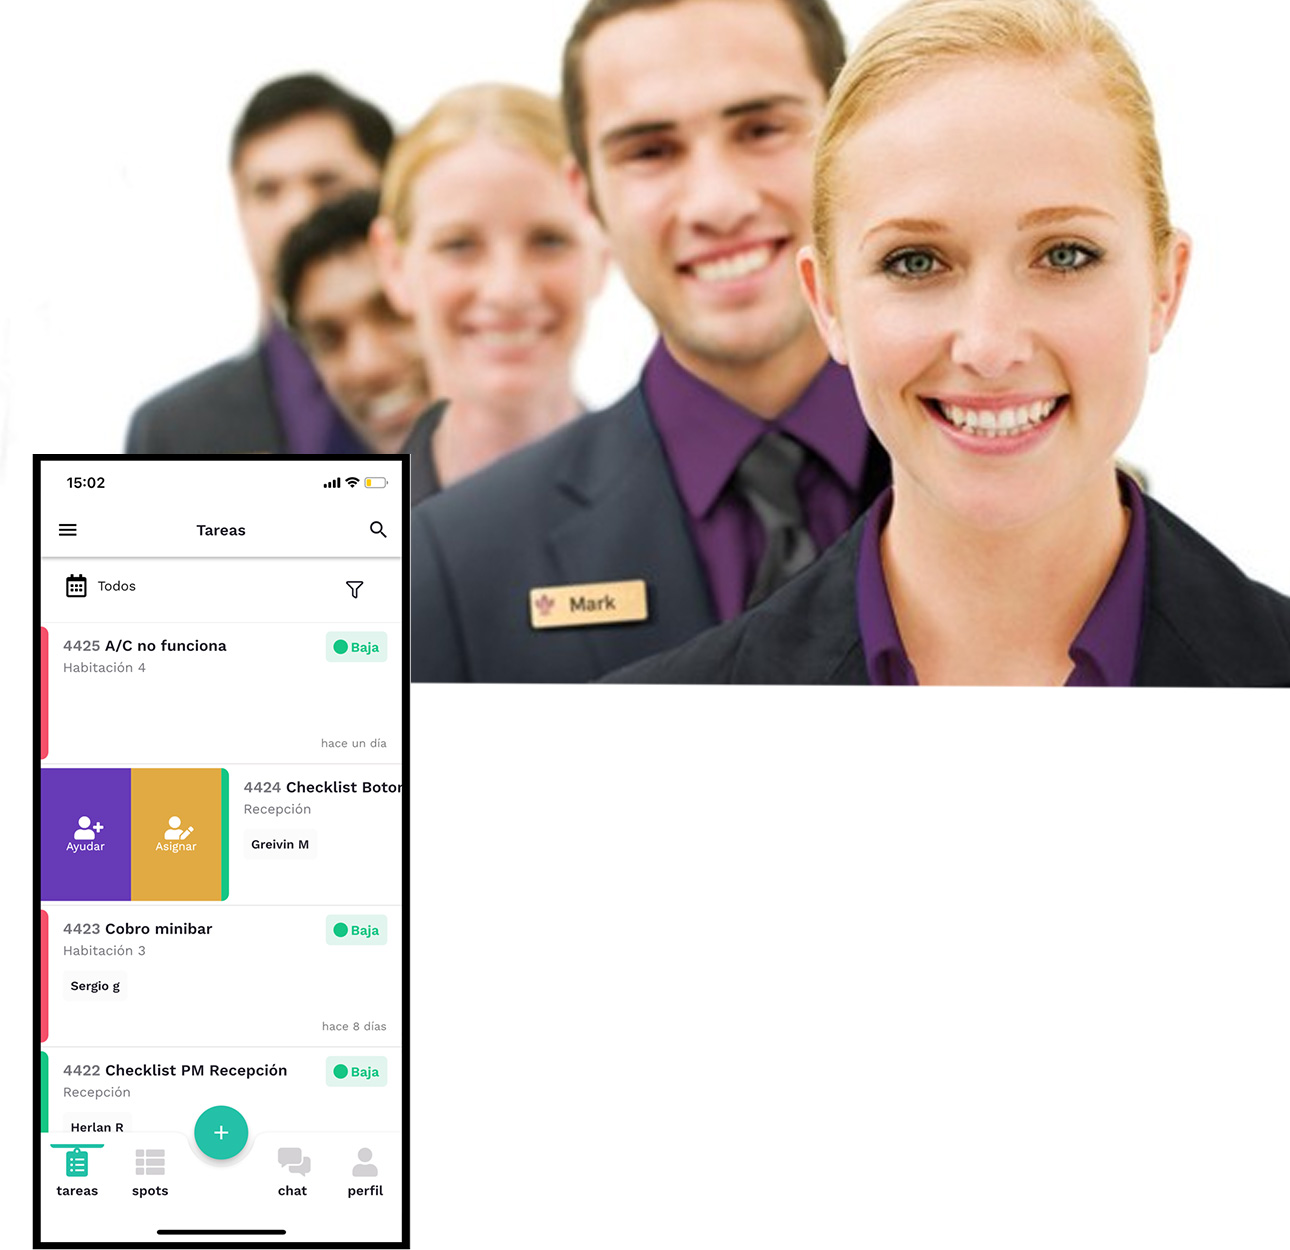 Mark
15:02
Tareas
Todos
4425 A/C no funciona
Baja
Habitación 4
hace un día
4424 Checklist Boton
Recepción
Greivin M
Ayudar
Asignar
4423 Cobro minibar
Baja
Habitación 3
Sergio g
hace 8 días
4422 Checklist PM Recepción
Baja
Recepción
Herlan R
+
tareas
spots
chat
perfil